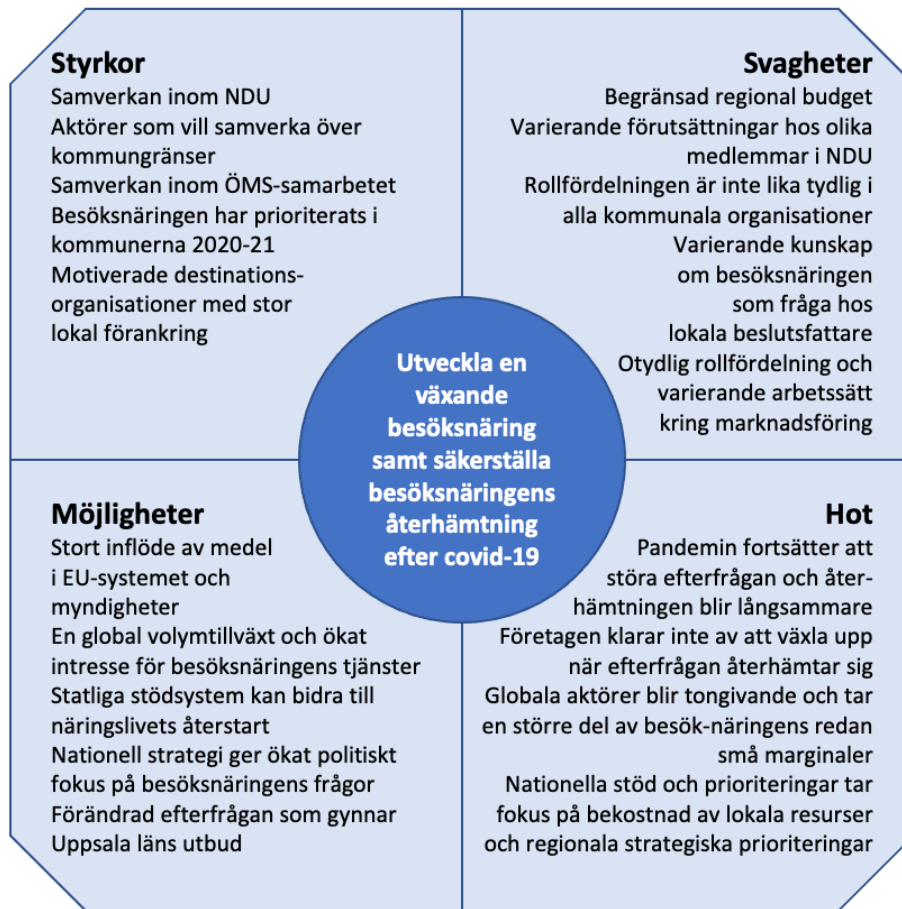 Styrkor
Samverkan inom NDU
Aktörer som vill samverka över
kommungränser
Samverkan inom ÖMS-samarbetet
Besöksnäringen har prioriterats i
kommunerna 2020-21
Motiverade destinations-
organisationer med stor
lokal förankring
Svagheter
Begränsad regional budget
Varierande förutsättningar hos olika
medlemmar i NDU
Rollfördelningen är inte lika tydlig i
alla kommunala organisationer
Varierande kunskap
om besöksnäringen
som fråga hos
lokala beslutsfattare
Otydlig rollfördelning och
varierande arbetssätt
kring marknadsföring
Utveckla en
växande
besöksnäring
samt säkerställa
besöksnäringens
återhämtning
efter covid-19
Möjligheter
Stort inflöde av medel
i EU-systemet och
myndigheter
En global volymtillväxt och ökat
intresse för besöksnäringens tjänster
Statliga stödsystem kan bidra till
näringslivets återstart
Nationell strategi ger ökat politiskt
fokus på besöksnäringens frågor
Förändrad efterfrågan som gynnar
Uppsala läns utbud
Hot
Pandemin fortsätter att
störa efterfrågan och åter-
hämtningen blir långsammare
Företagen klarar inte av att växla upp
när efterfrågan återhämtar sig
Globala aktörer blir tongivande och tar
en större del av besök-näringens redan
små marginaler
Nationella stöd och prioriteringar tar
fokus på bekostnad av lokala resurser
och regionala strategiska prioriteringar